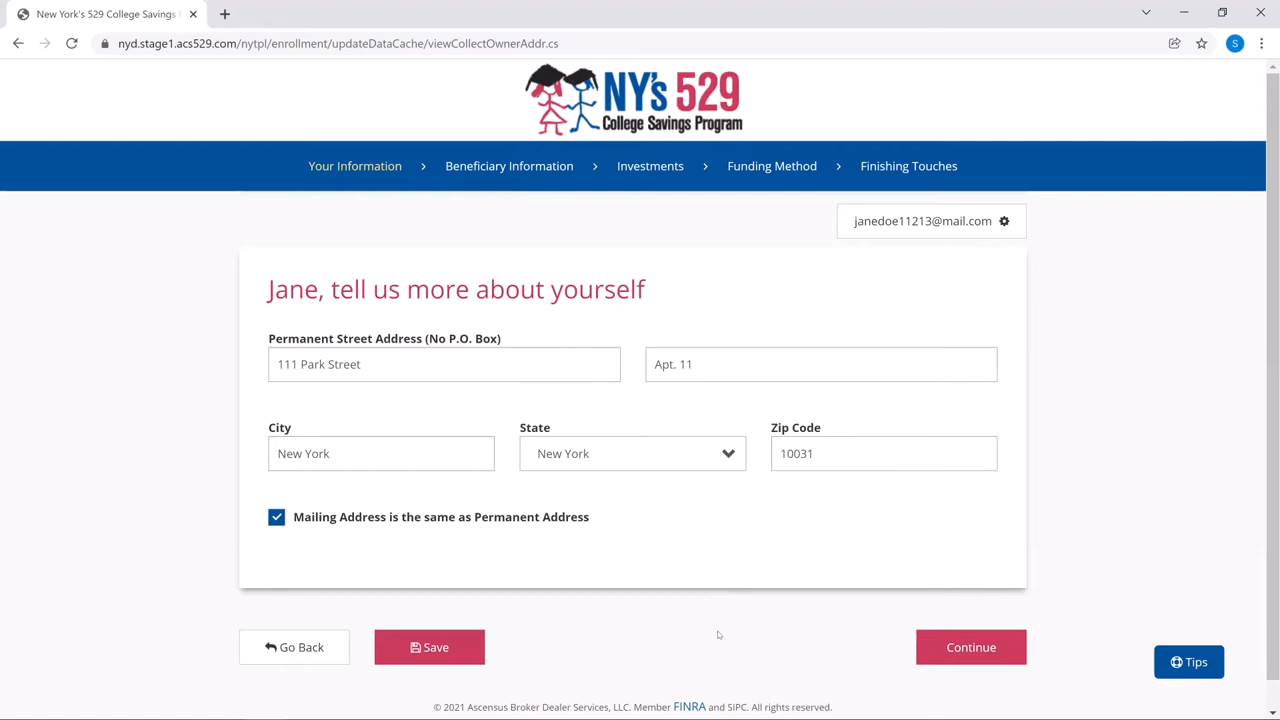 New York's 529 College Savings
nyd.stage1.acs529.com/nytpl/enrollment/updateDataCache/viewCollectOwnerAddr.cs
S
NY's 529
College Savings Program
Your Information > Beneficiary Information > Investments > Funding Method > Finishing Touches
janedoe11213@mail.com
Jane, tell us more about yourself
Permanent Street Address (No P.O. Box)
111 Park Street Apt. 11
City State Zip Code
New York New York 10031
Mailing Address is the same as Permanent Address
Go Back Save Continue
Tips
© 2021 Ascensus Broker Dealer Services, LLC. Member FINRA and SIPC. All rights reserved.